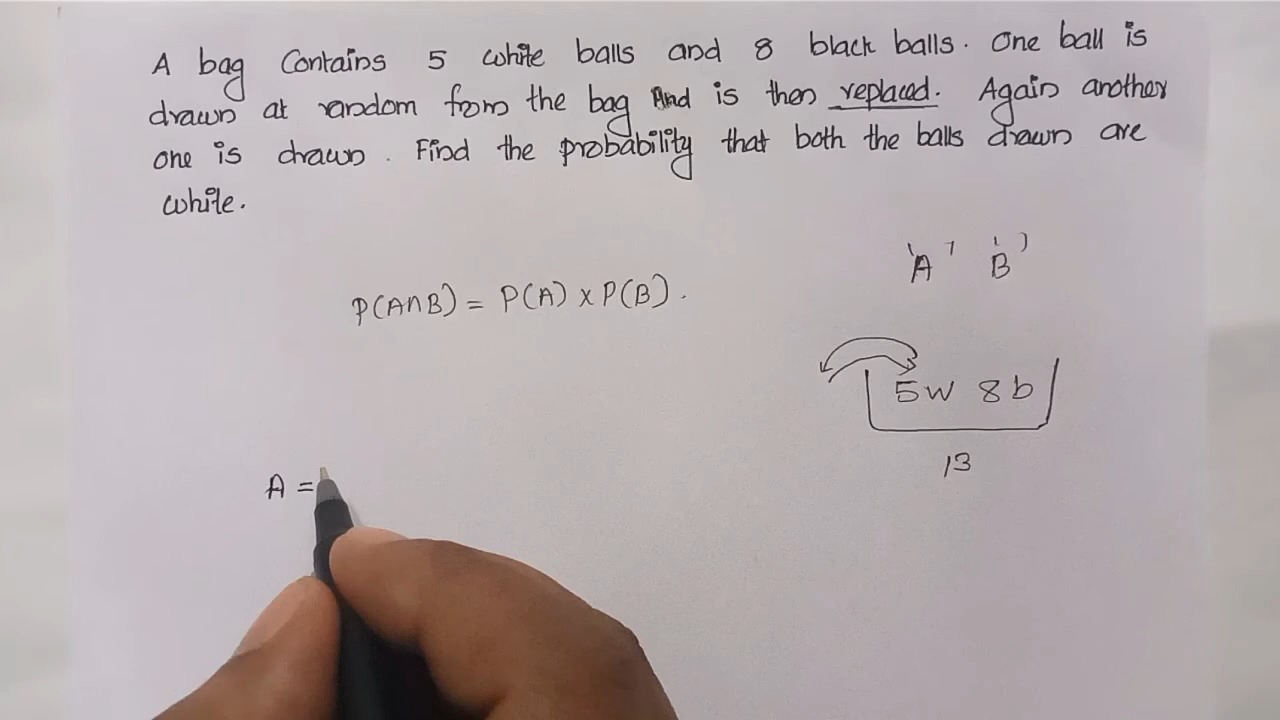 A bag Contains 5 white balls and 8 black balls. One ball is
drawn at random from the bag And is then replaced. Again another
one is drawn. Find the probability that both the balls drawn are
white.
'A' 'B'
P(A∩B) = P(A) x P(B).
5W 8b
13
A =